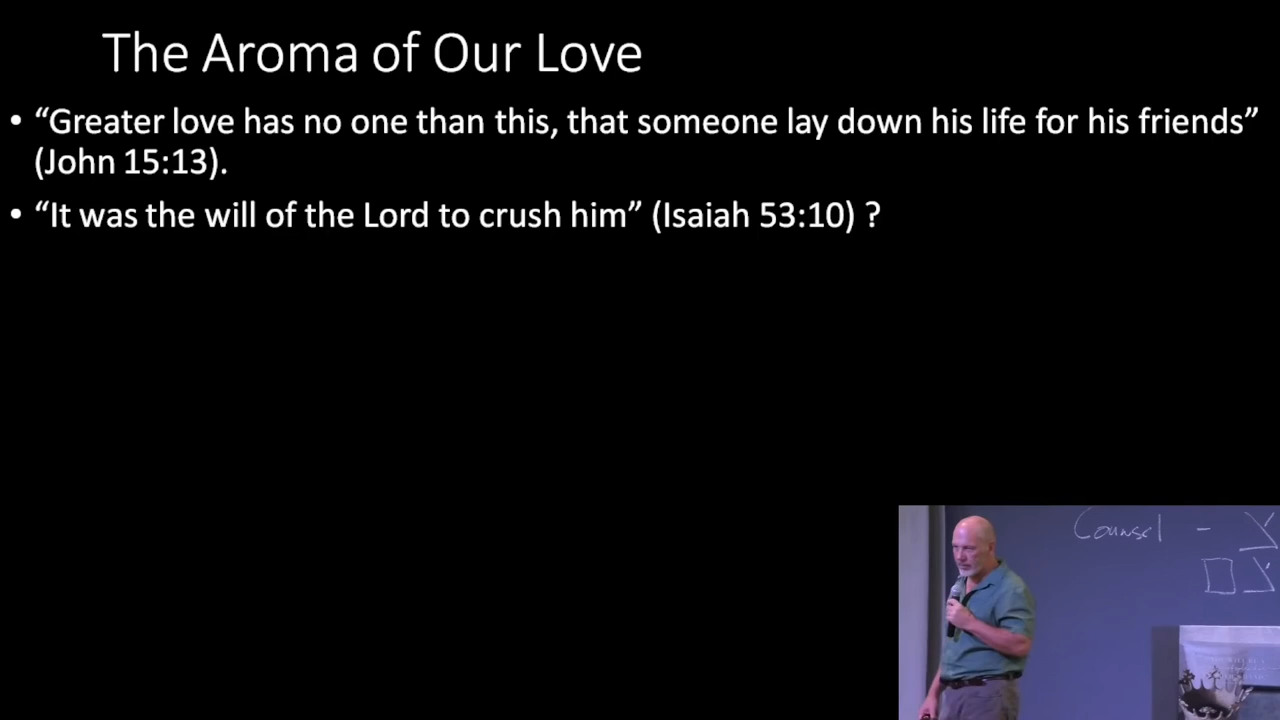 The Aroma of Our Love
• “Greater love has no one than this, that someone lay down his life for his friends”
(John 15:13).
• “It was the will of the Lord to crush him” (Isaiah 53:10) ?
Counsel -